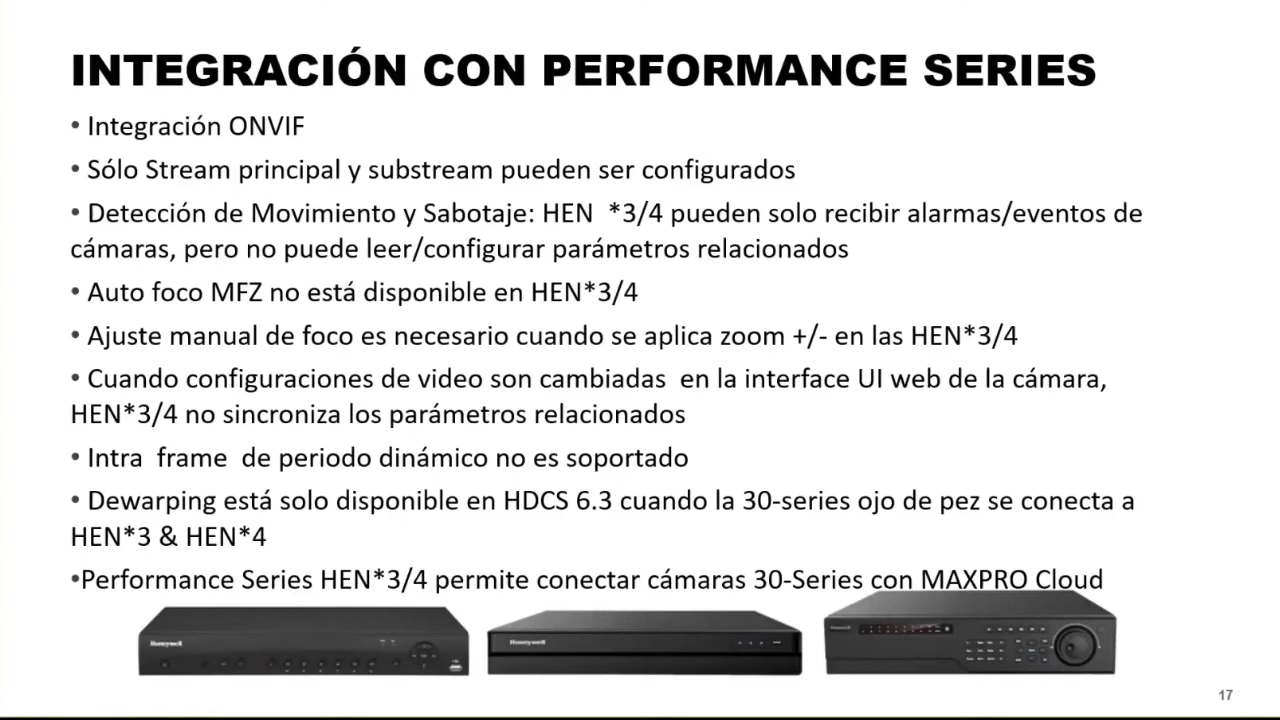 INTEGRACIÓN CON PERFORMANCE SERIES
• Integración ONVIF
• Sólo Stream principal y substream pueden ser configurados
• Detección de Movimiento y Sabotaje: HEN *3/4 pueden solo recibir alarmas/eventos de
cámaras, pero no puede leer/configurar parámetros relacionados
• Auto foco MFZ no está disponible en HEN*3/4
• Ajuste manual de foco es necesario cuando se aplica zoom +/- en las HEN*3/4
• Cuando configuraciones de video son cambiadas en la interface UI web de la cámara,
HEN*3/4 no sincroniza los parámetros relacionados
• Intra frame de periodo dinámico no es soportado
• Dewarping está solo disponible en HDCS 6.3 cuando la 30-series ojo de pez se conecta a
HEN*3 & HEN*4
•Performance Series HEN*3/4 permite conectar cámaras 30-Series con MAXPRO Cloud
Honeywell
Honeywell
Honeywell
17